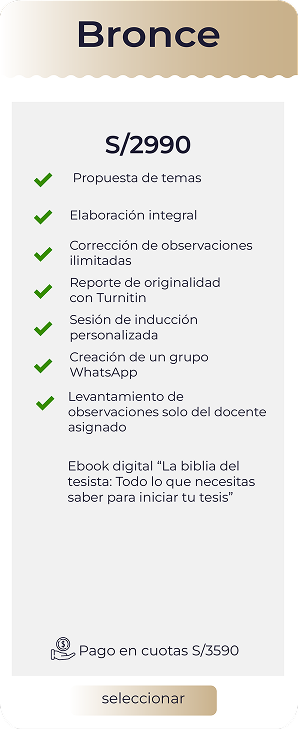 Bronce
S/2990
Propuesta de temas
Elaboración integral
Corrección de observaciones
ilimitadas
Reporte de originalidad
con Turnitin
Sesión de inducción
personalizada
Creación de un grupo
WhatsApp
Levantamiento de
observaciones solo del docente
asignado
Ebook digital “La biblia del
tesista: Todo lo que necesitas
saber para iniciar tu tesis”
$
Pago en cuotas S/3590
seleccionar